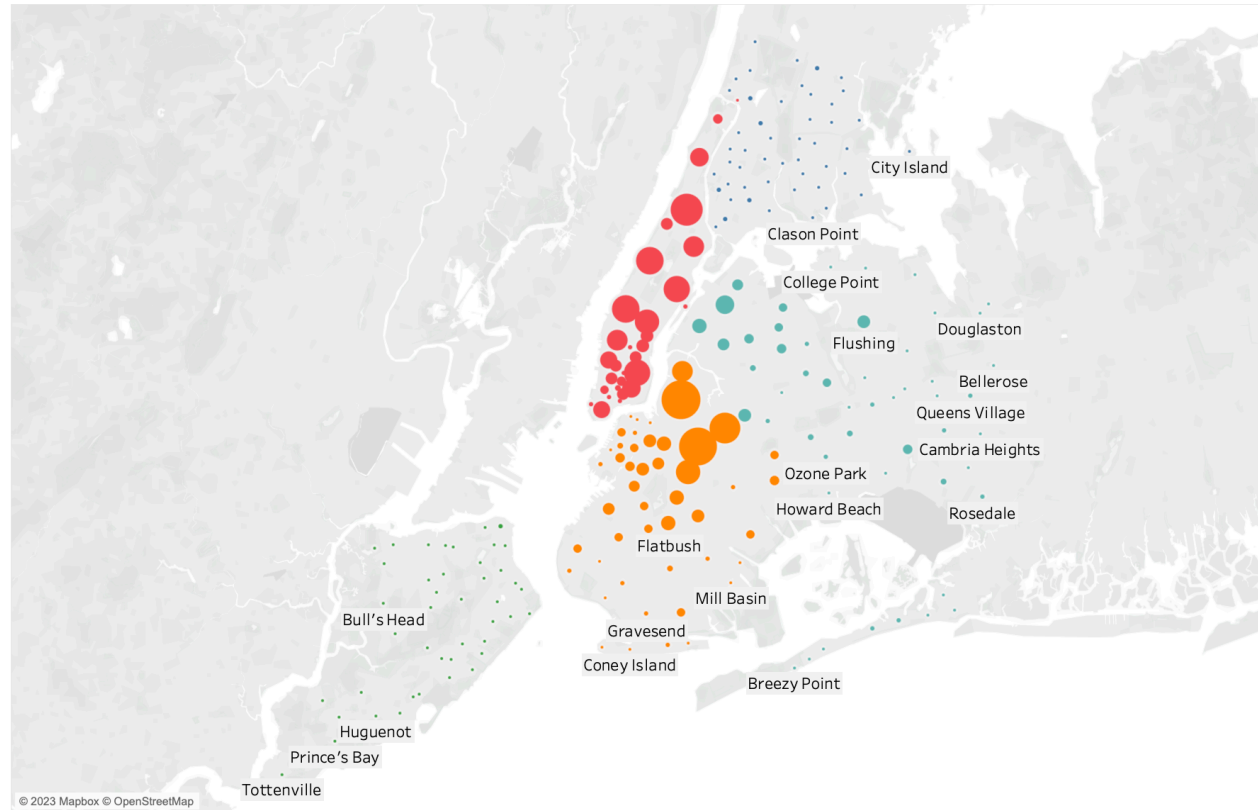 City Island
Clason Point
College Point
Douglaston
Flushing
Bellerose
Queens Village
Cambria Heights
Ozone Park
Howard Beach
Rosedale
Flatbush
Mill Basin
Bull's Head
Gravesend
Coney Island
Breezy Point
Huguenot
Prince's Bay
Tottenville
© 2023 Mapbox © OpenStreetMap